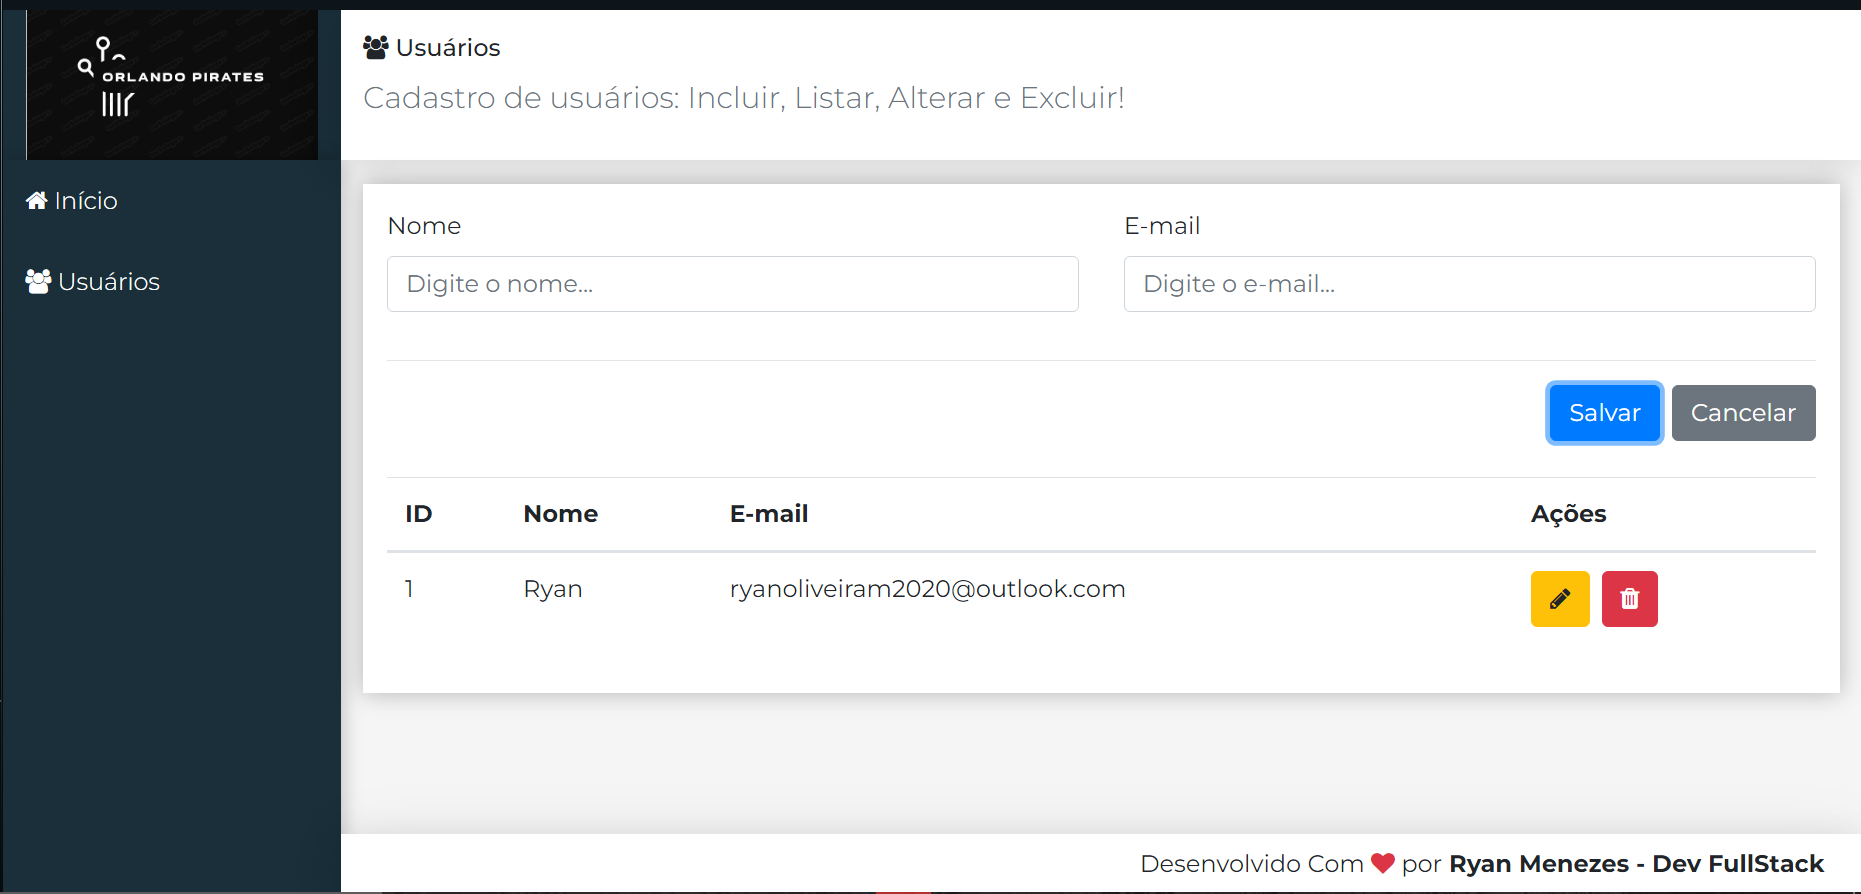 ORLANDO PIRATES
Início
Usuários
Usuários
Cadastro de usuários: Incluir, Listar, Alterar e Excluir!
Nome
E-mail
Digite o nome...
Digite o e-mail...
Salvar
Cancelar
ID Nome E-mail Ações
1 Ryan ryanoliveiram2020@outlook.com
Desenvolvido Com por Ryan Menezes - Dev FullStack